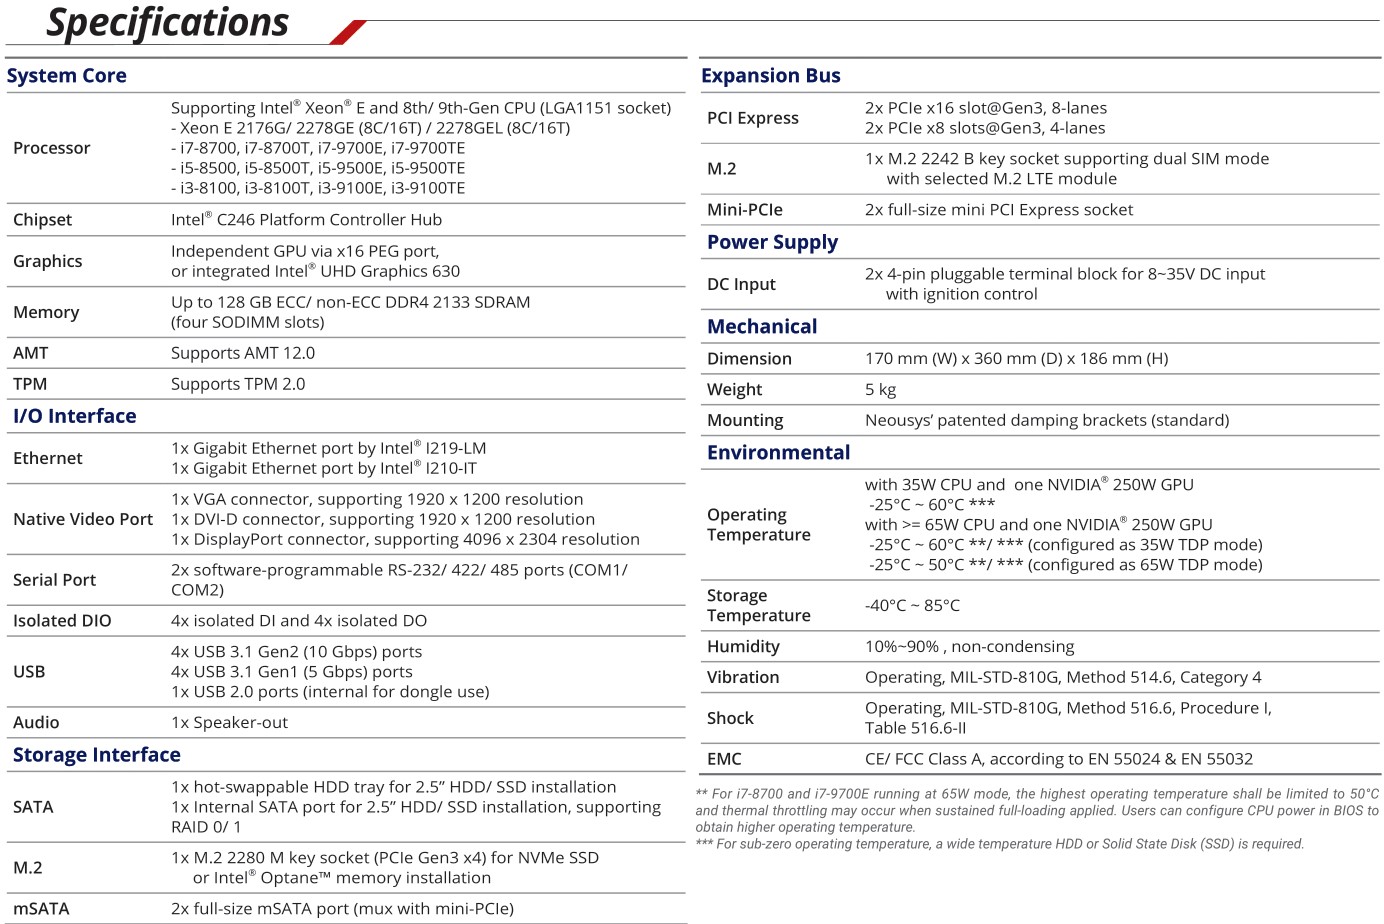 Specifications
System Core
Processor
Supporting Intel® Xeon® E and 8th/ 9th-Gen CPU (LGA1151 socket)
- Xeon E 2176G/ 2278GE (8C/16T) / 2278GEL (8C/16T)
- i7-8700, i7-8700T, i7-9700E, i7-9700TE
- i5-8500, i5-8500T, i5-9500E, i5-9500TE
- i3-8100, i3-8100T, i3-9100E, i3-9100TE
Chipset
Intel® C246 Platform Controller Hub
Graphics
Independent GPU via x16 PEG port,
or integrated Intel® UHD Graphics 630
Memory
Up to 128 GB ECC/ non-ECC DDR4 2133 SDRAM
(four SODIMM slots)
AMT
Supports AMT 12.0
TPM
Supports TPM 2.0
I/O Interface
Ethernet
1x Gigabit Ethernet port by Intel® I219-LM
1x Gigabit Ethernet port by Intel® I210-IT
Native Video Port
1x VGA connector, supporting 1920 x 1200 resolution
1x DVI-D connector, supporting 1920 x 1200 resolution
1x DisplayPort connector, supporting 4096 x 2304 resolution
Serial Port
2x software-programmable RS-232/ 422/ 485 ports (COM1/
COM2)
Isolated DIO
4x isolated DI and 4x isolated DO
USB
4x USB 3.1 Gen2 (10 Gbps) ports
4x USB 3.1 Gen1 (5 Gbps) ports
1x USB 2.0 ports (internal for dongle use)
Audio
1x Speaker-out
Storage Interface
SATA
1x hot-swappable HDD tray for 2.5” HDD/ SSD installation
1x Internal SATA port for 2.5” HDD/ SSD installation, supporting
RAID 0/ 1
M.2
1x M.2 2280 M key socket (PCIe Gen3 x4) for NVMe SSD
or Intel® Optane™ memory installation
mSATA
2x full-size mSATA port (mux with mini-PCIe)
Expansion Bus
PCI Express
2x PCIe x16 slot@Gen3, 8-lanes
2x PCIe x8 slots@Gen3, 4-lanes
M.2
1x M.2 2242 B key socket supporting dual SIM mode
with selected M.2 LTE module
Mini-PCIe
2x full-size mini PCI Express socket
Power Supply
DC Input
2x 4-pin pluggable terminal block for 8~35V DC input
with ignition control
Mechanical
Dimension
170 mm (W) x 360 mm (D) x 186 mm (H)
Weight
5 kg
Mounting
Neousys’ patented damping brackets (standard)
Environmental
Operating
Temperature
with 35W CPU and one NVIDIA® 250W GPU
-25°C ~ 60°C ***
with >= 65W CPU and one NVIDIA® 250W GPU
-25°C ~ 60°C **/ *** (configured as 35W TDP mode)
-25°C ~ 50°C **/ *** (configured as 65W TDP mode)
Storage
Temperature
-40°C ~ 85°C
Humidity
10%~90% , non-condensing
Vibration
Operating, MIL-STD-810G, Method 514.6, Category 4
Shock
Operating, MIL-STD-810G, Method 516.6, Procedure I,
Table 516.6-II
EMC
CE/ FCC Class A, according to EN 55024 & EN 55032
** For i7-8700 and i7-9700E running at 65W mode, the highest operating temperature shall be limited to 50°C
and thermal throttling may occur when sustained full-loading applied. Users can configure CPU power in BIOS to
obtain higher operating temperature.
*** For sub-zero operating temperature, a wide temperature HDD or Solid State Disk (SSD) is required.